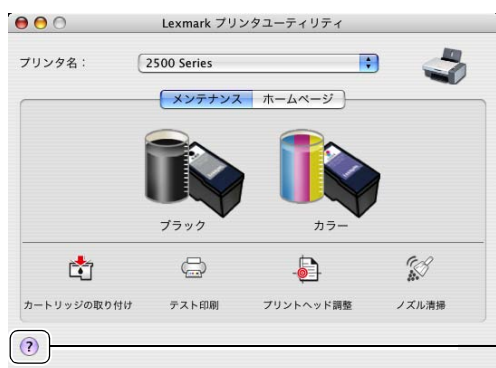 Lexmark プリンタユーティリティ
プリンタ名： 2500 Series
メンテナンス ホームページ
ブラック カラー
カートリッジの取り付け テスト印刷 プリントヘッド調整 ノズル清掃
?